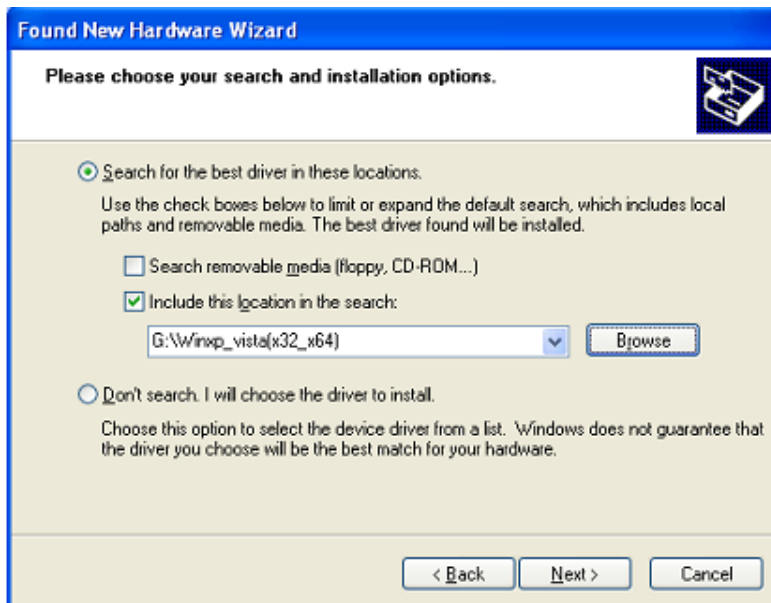 Found New Hardware Wizard
Please choose your search and installation options.
Search for the best driver in these locations.
Use the check boxes below to limit or expand the default search, which includes local
paths and removable media. The best driver found will be installed.
Search removable media (floppy, CD-ROM...)
Include this location in the search:
G:\Winxp_vista(x32_x64)
Browse
Don't search. I will choose the driver to install.
Choose this option to select the device driver from a list. Windows does not guarantee that
the driver you choose will be the best match for your hardware.
< Back
Next >
Cancel